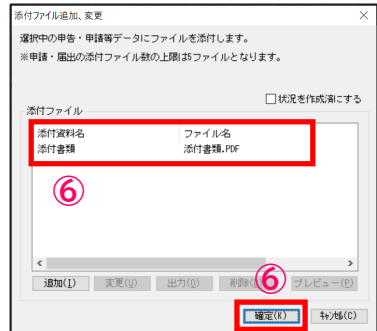 添付ファイル追加、変更
選択中の申告・申請等データにファイルを添付します。
※申請・届出の添付ファイル数の上限は5ファイルとなります。
□状況を作成済にする
添付ファイル
添付資料名 ファイル名
添付書類 添付書類.PDF
⑥
追加(I) 変更(U) 出力(O) 削除( ⑥ プレビュー(P)
確定(K) ｷｬﾝｾﾙ(C)